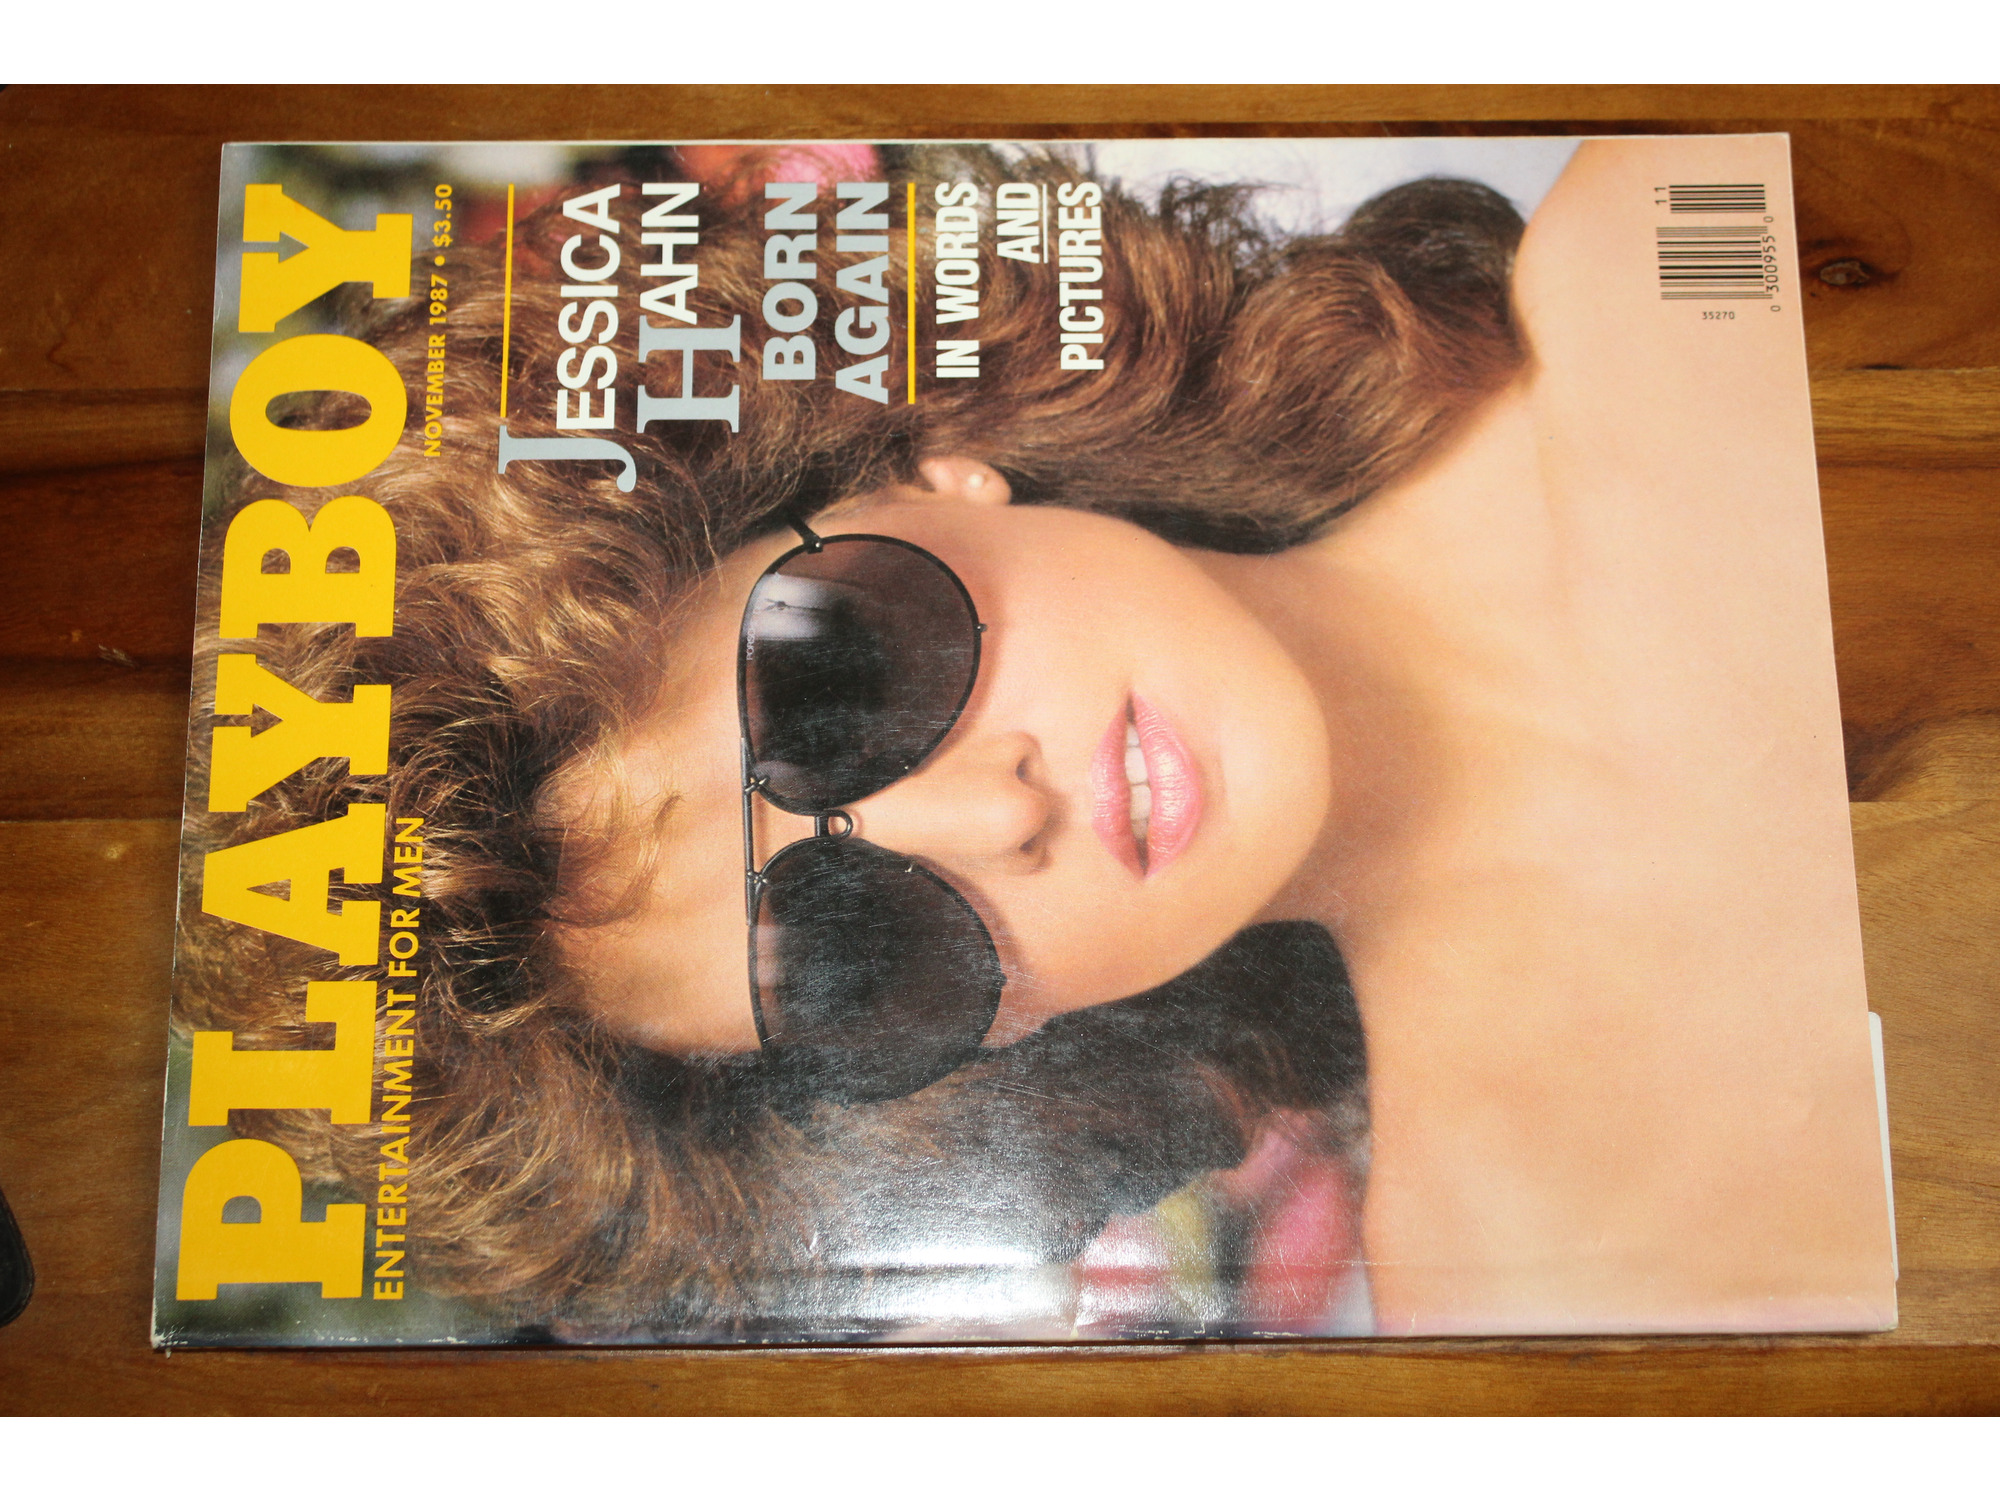 PLAYBOY
ENTERTAINMENT FOR MEN
NOVEMBER 1987 • $3.50
JESSICA
HAHN
BORN
AGAIN
IN WORDS
AND
PICTURES
11
0 300955 0
35270